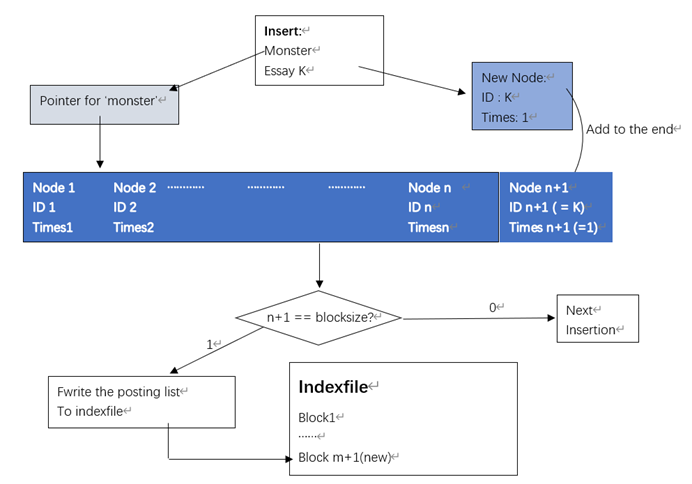 Insert:
Monster
Essay K
New Node:
ID : K
Times: 1
Pointer for 'monster'
Add to the end
Node 1 Node 2 ………… ………… ………… Node n Node n+1
ID 1 ID 2 ID n ID n+1 ( = K)
Times1 Times2 Timesn Times n+1 (=1)
n+1 == blocksize?
0
Next
Insertion
1
Fwrite the posting list
To indexfile
Indexfile
Block1
……
Block m+1(new)